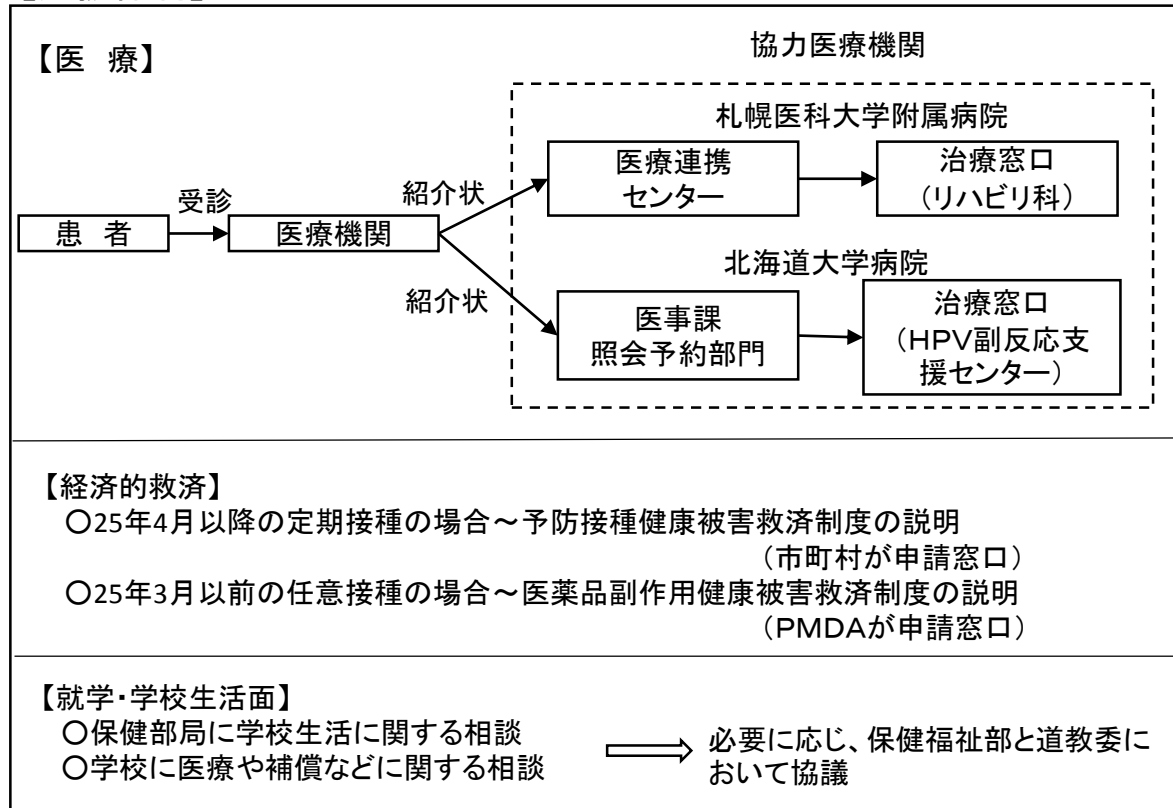 【医　療】
協力医療機関
札幌医科大学附属病院
医療連携
センター
治療窓口
（リハビリ科）
紹介状
受診
患　者
医療機関
北海道大学病院
紹介状
医事課
照会予約部門
治療窓口
（HPV副反応支
援センター）
【経済的救済】
○25年4月以降の定期接種の場合～予防接種健康被害救済制度の説明
（市町村が申請窓口）
○25年3月以前の任意接種の場合～医薬品副作用健康被害救済制度の説明
（PMDAが申請窓口）
【就学・学校生活面】
○保健部局に学校生活に関する相談
○学校に医療や補償などに関する相談
必要に応じ、保健福祉部と道教委に
おいて協議